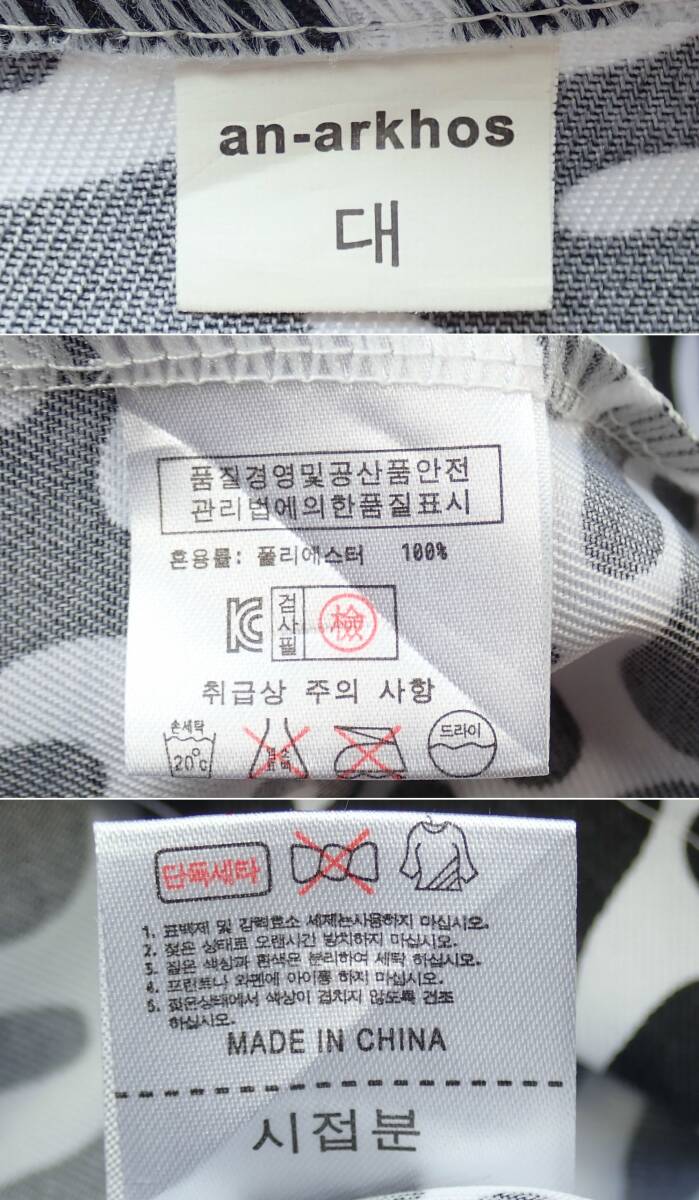 an-arkhos
대
품질경영및공산품안전
관리법에의한품질표시
혼용률: 폴리에스터 100%
검사필
檢
취급상 주의 사항
손세탁
20°C
드라이
단독세타
1. 표백제 및 강력효소 세제는사용하지 마십시오.
2. 젖은 상태로 오랜시간 방치하지 마십시오.
3. 짙은 색상과 흰색은 분리하여 세탁 하십시오.
4. 프린트나 와펜에 아이롱 하지 마십시오.
5. 젖은상태에서 색상이 겹치지 않도록 건조
하십시오.
MADE IN CHINA
시접분